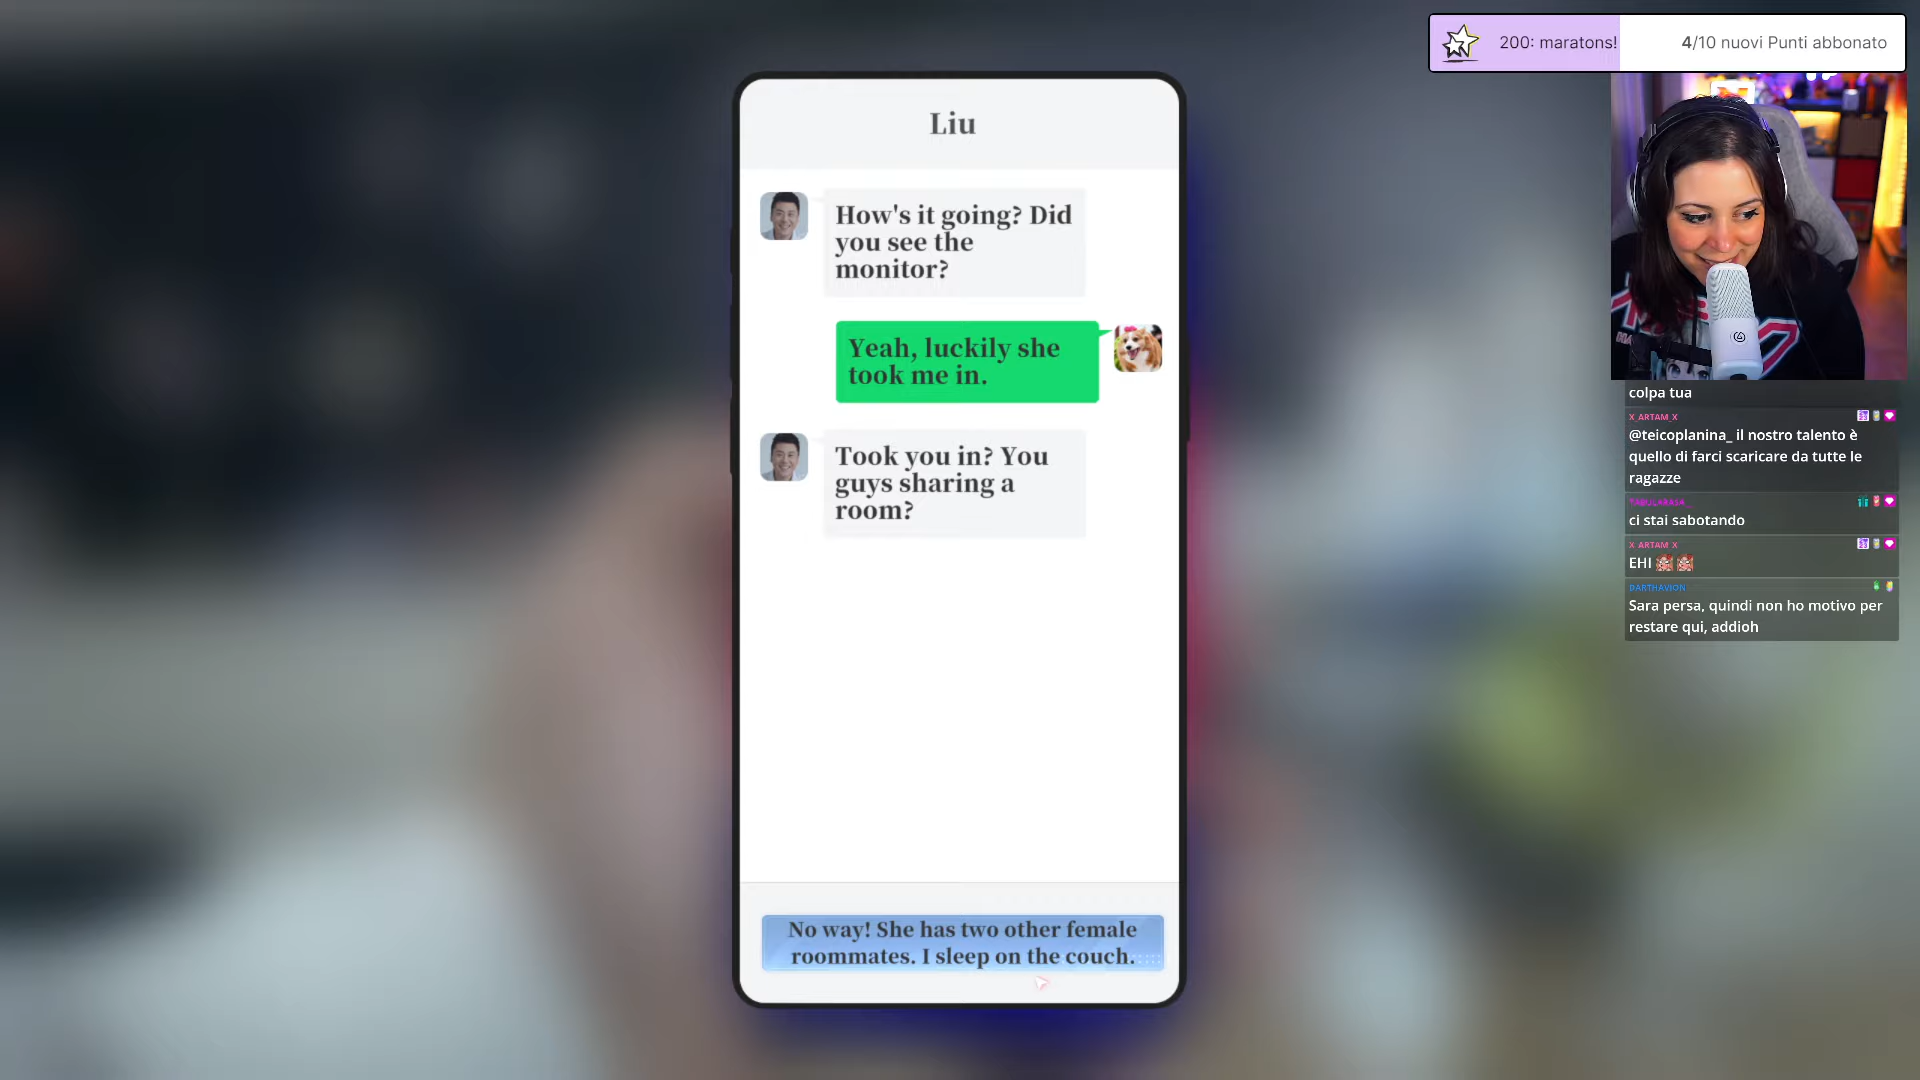 200: maratons!
4/10 nuovi Punti abbonato
Liu
How's it going? Did
you see the
monitor?
Yeah, luckily she
took me in.
Took you in? You
guys sharing a
room?
No way! She has two other female
roommates. I sleep on the couch.
colpa tua
X_ARTAM_X
@teicoplanina_ il nostro talento è
quello di farci scaricare da tutte le
ragazze
TABULARASA_
ci stai sabotando
X_ARTAM_X
EHI
DARTHAVION
Sara persa, quindi non ho motivo per
restare qui, addioh